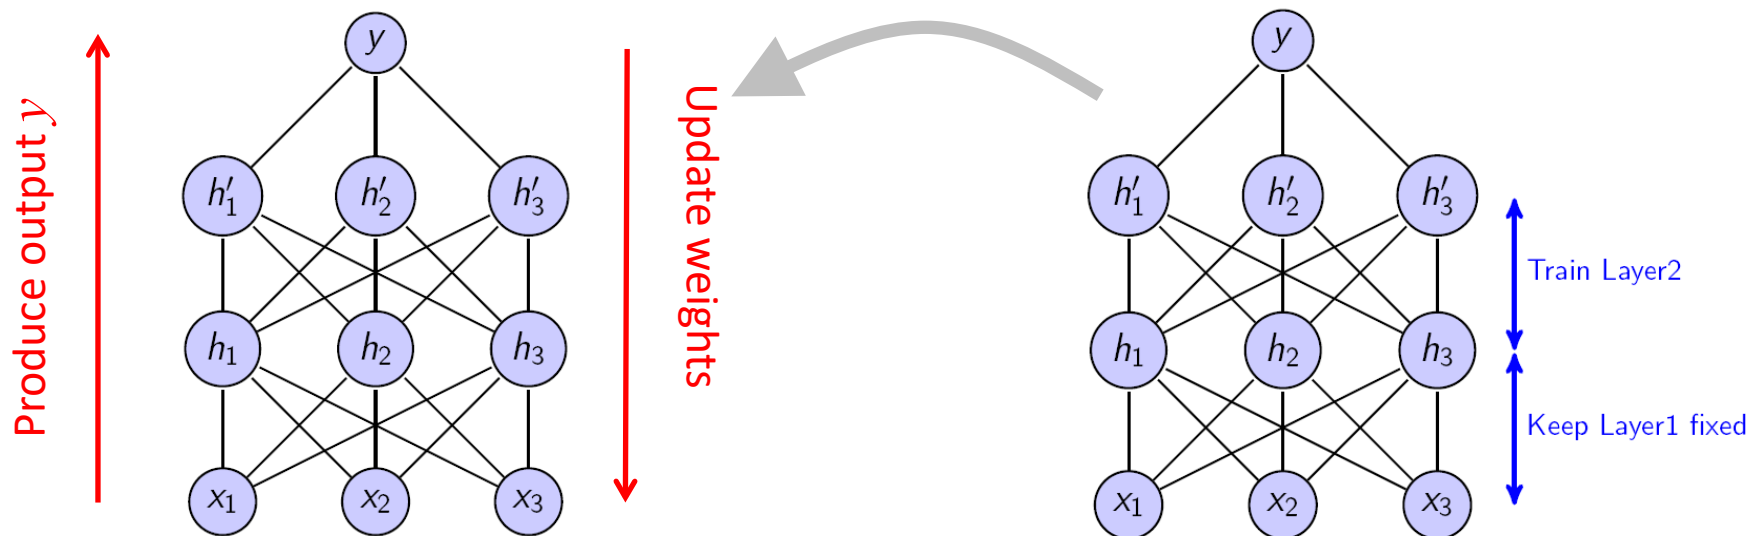 Produce output y
y
h′1 h′2 h′3
h1 h2 h3
x1 x2 x3
Update weights
y
h′1 h′2 h′3
h1 h2 h3
x1 x2 x3
Train Layer2
Keep Layer1 fixed